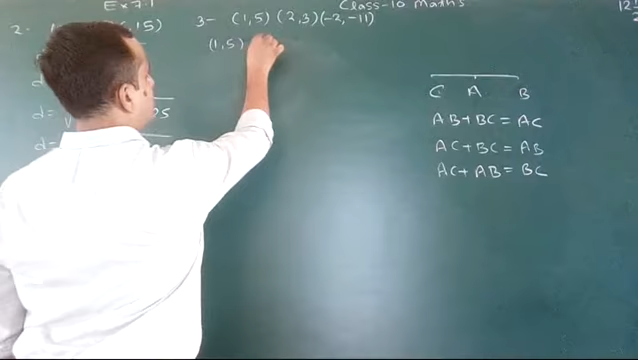 Ex 7.1
Class-10 Maths
12
2.
,15)
3- (1,5) (2,3)(-2,-11)
(1,5)
d=
d=
d=
C A B
AB+BC=AC
AC+BC=AB
AC+AB=BC